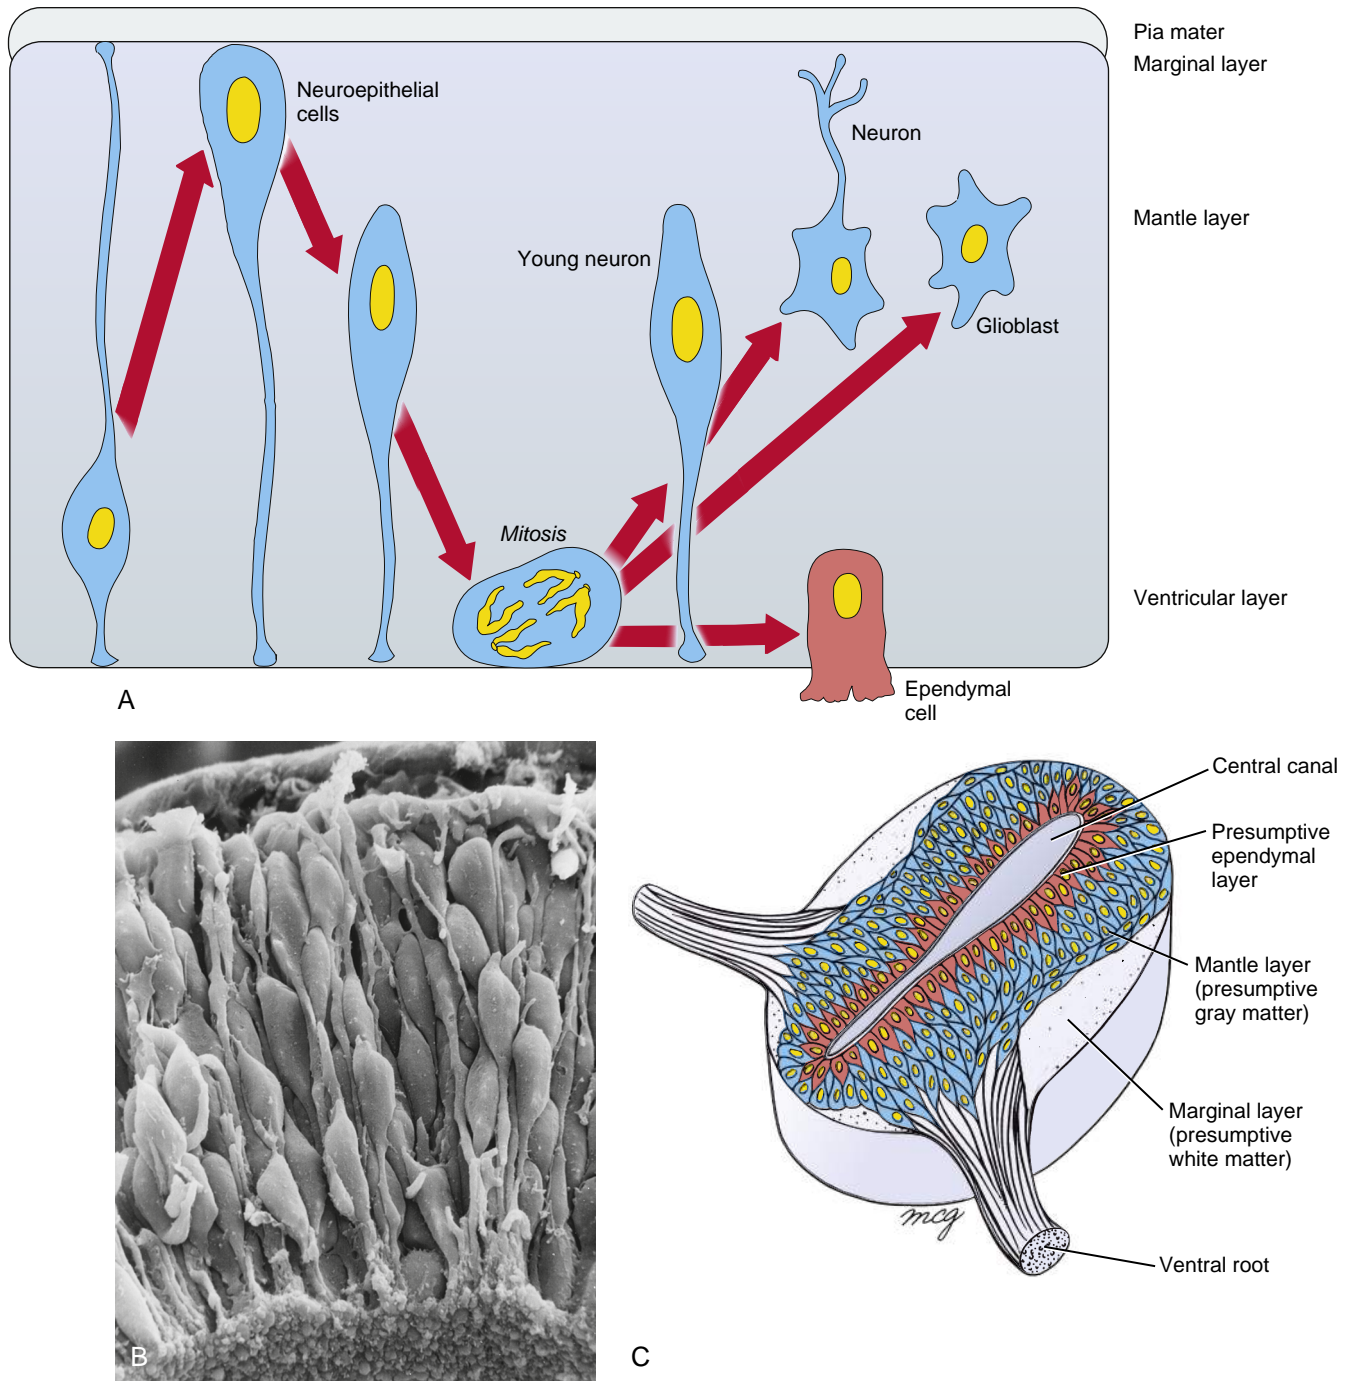 Pia mater
Marginal layer
Neuroepithelial
cells
Neuron
Mantle layer
Young neuron
Glioblast
Mitosis
Ventricular layer
Ependymal
cell
A
Central canal
Presumptive
ependymal
layer
Mantle layer
(presumptive
gray matter)
Marginal layer
(presumptive
white matter)
mcg
Ventral root
B
C